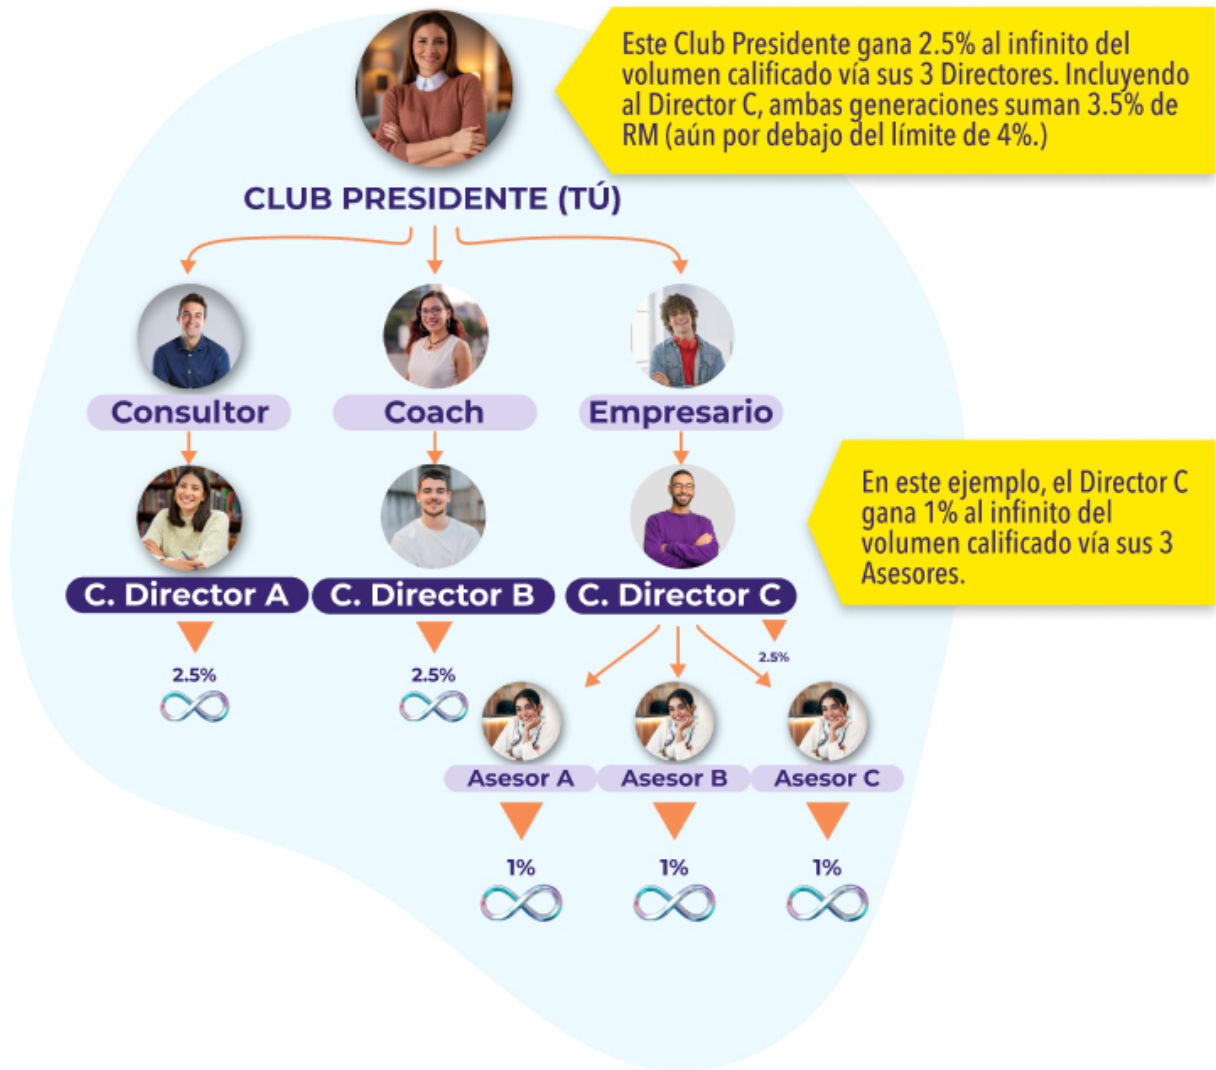 Este Club Presidente gana 2.5% al infinito del
volumen calificado vía sus 3 Directores. Incluyendo
al Director C, ambas generaciones suman 3.5% de
RM (aún por debajo del límite de 4%.)
CLUB PRESIDENTE (TÚ)
Consultor
Coach
Empresario
En este ejemplo, el Director C
gana 1% al infinito del
volumen calificado vía sus 3
Asesores.
C. Director A
C. Director B
C. Director C
2.5%
2.5%
2.5%
Asesor A
Asesor B
Asesor C
1%
1%
1%